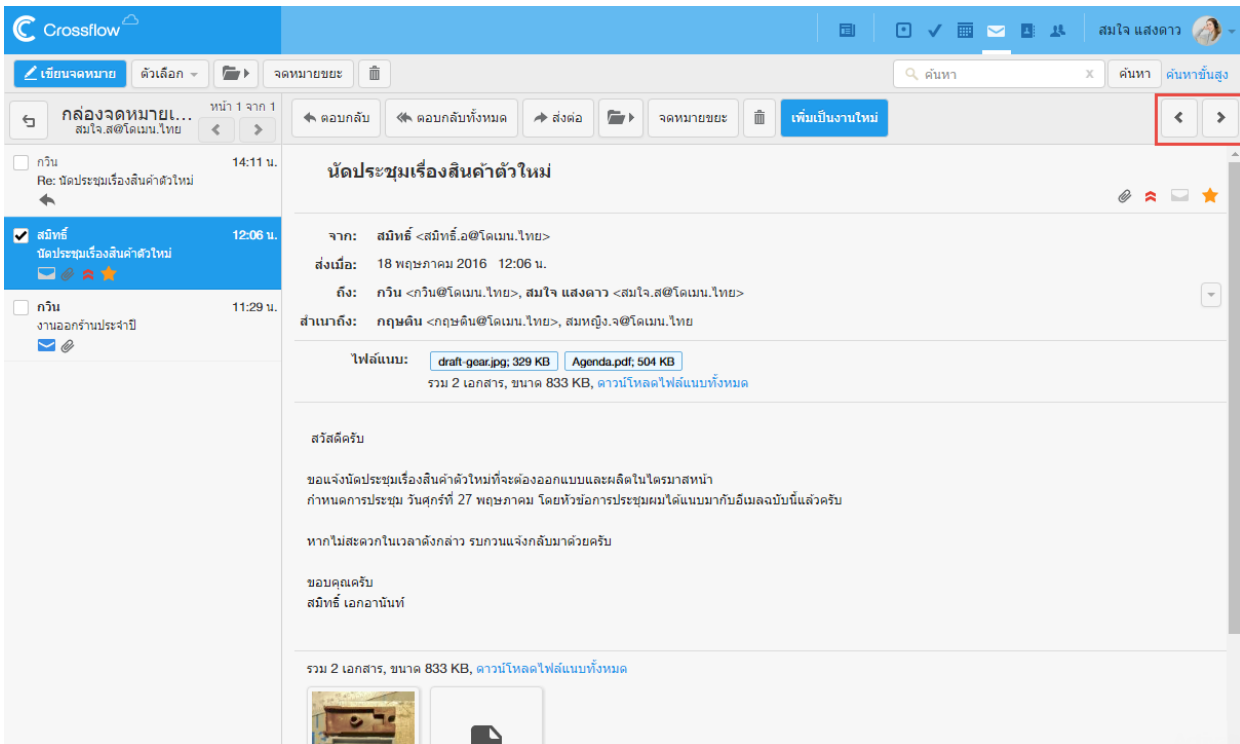 Crossflow
สมใจ แสงดาว
เขียนจดหมาย ตัวเลือก จดหมายขยะ ค้นหา X ค้นหา ค้นหาขั้นสูง
กล่องจดหมายเ... หน้า 1 จาก 1
สมใจ.ส@โดเมน.ไทย
ตอบกลับ ตอบกลับทั้งหมด ส่งต่อ จดหมายขยะ เพิ่มเป็นงานใหม่
กวิน 14:11 น.
Re: นัดประชุมเรื่องสินค้าตัวใหม่
สมิทธิ์ 12:06 น.
นัดประชุมเรื่องสินค้าตัวใหม่
กวิน 11:29 น.
งานออกร้านประจำปี
นัดประชุมเรื่องสินค้าตัวใหม่
จาก: สมิทธิ์ <สมิทธิ์.อ@โดเมน.ไทย>
ส่งเมื่อ: 18 พฤษภาคม 2016 12:06 น.
ถึง: กวิน <กวิน@โดเมน.ไทย>, สมใจ แสงดาว <สมใจ.ส@โดเมน.ไทย>
สำเนาถึง: กฤษติน <กฤษติน@โดเมน.ไทย>, สมหญิง.จ@โดเมน.ไทย
ไฟล์แนบ: draft-gear.jpg; 329 KB Agenda.pdf; 504 KB
รวม 2 เอกสาร, ขนาด 833 KB, ดาวน์โหลดไฟล์แนบทั้งหมด
สวัสดีครับ
ขอแจ้งนัดประชุมเรื่องสินค้าตัวใหม่ที่จะต้องออกแบบและผลิตในไตรมาสหน้า
กำหนดการประชุม วันศุกร์ที่ 27 พฤษภาคม โดยหัวข้อการประชุมผมได้แนบมากับอีเมลฉบับนี้แล้วครับ
หากไม่สะดวกในเวลาดังกล่าว รบกวนแจ้งกลับมาด้วยครับ
ขอบคุณครับ
สมิทธิ์ เอกอานันท์
รวม 2 เอกสาร, ขนาด 833 KB, ดาวน์โหลดไฟล์แนบทั้งหมด